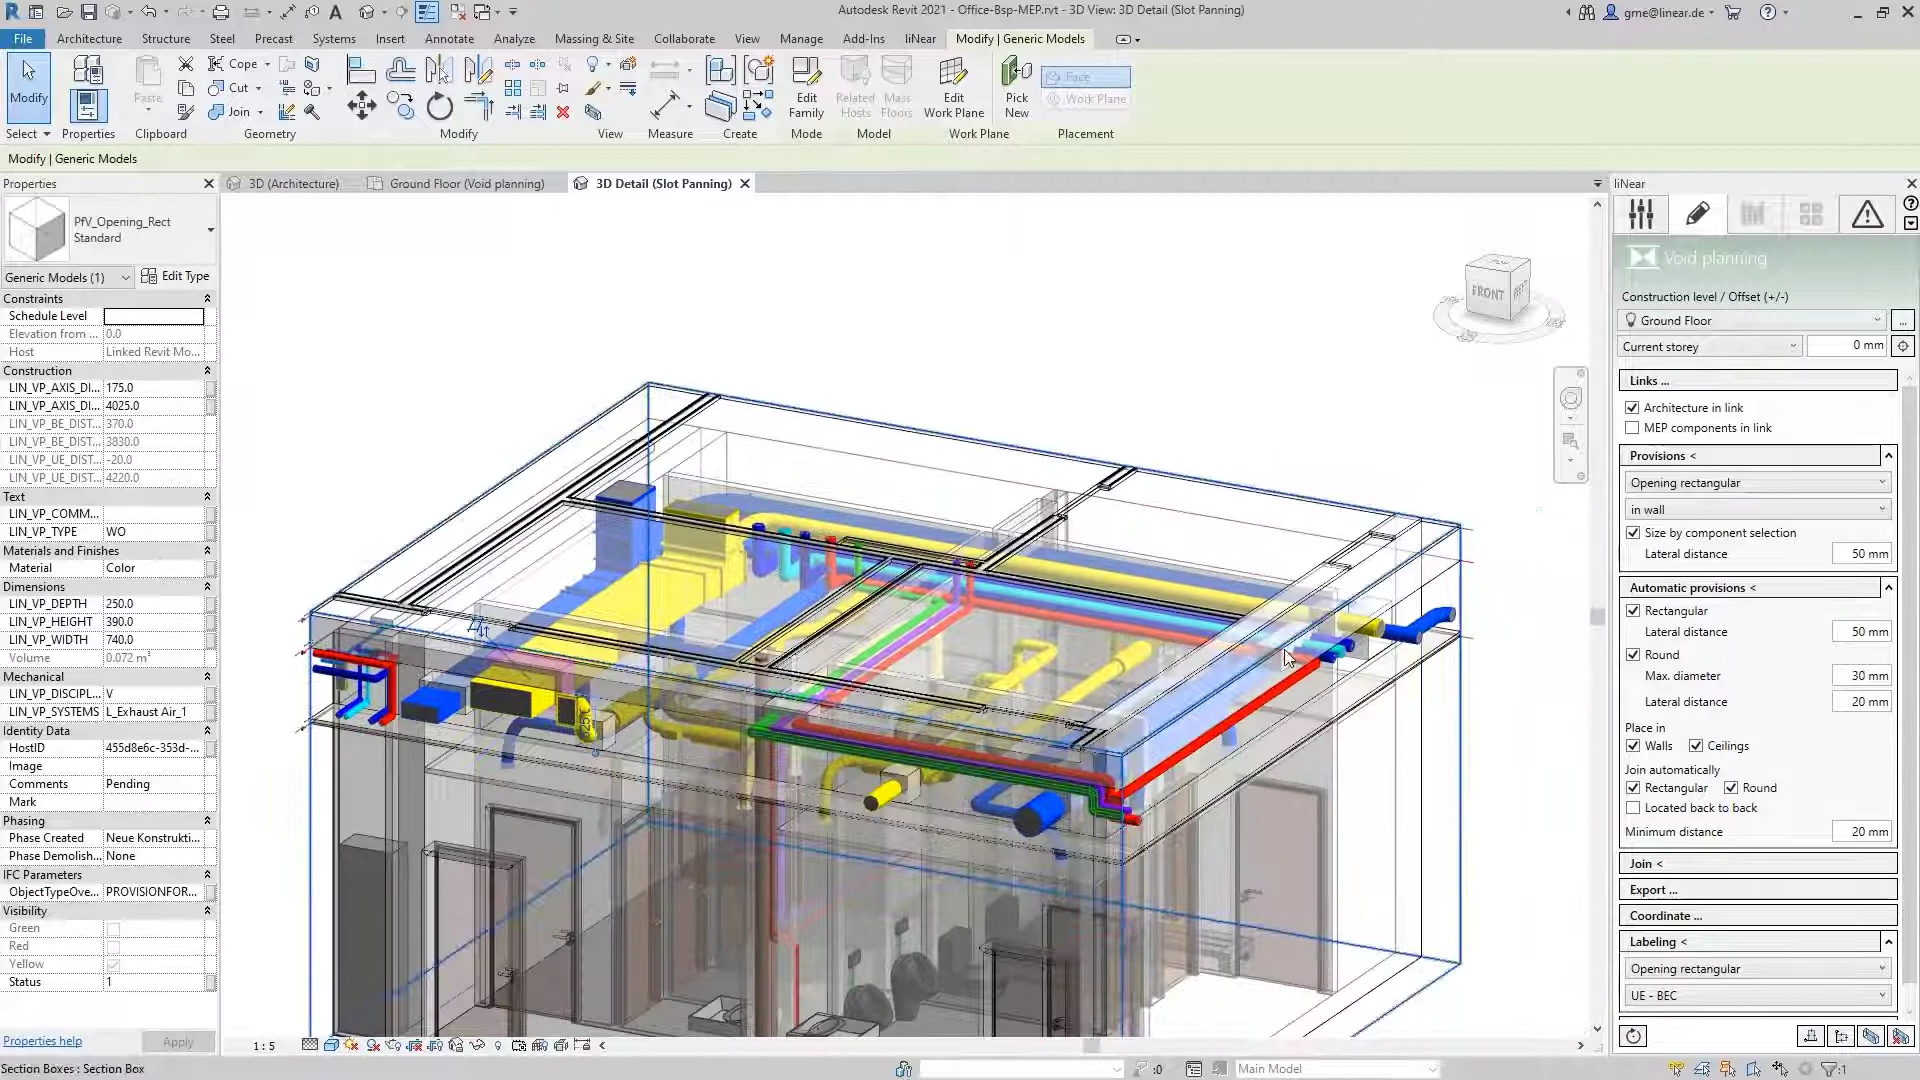 Autodesk Revit 2021 - Office-Bsp-MEP.rvt - 3D View: 3D Detail (Slot Panning)
gme@linear.de
File Architecture Structure Steel Precast Systems Insert Annotate Analyze Massing & Site Collaborate View Manage Add-Ins liNear Modify | Generic Models
Modify
Paste
Cope
Cut
Join
Edit Family
Related Hosts
Mass Floors
Edit Work Plane
Pick New
Face
Work Plane
Select Properties Clipboard Geometry Modify View Measure Create Mode Model Work Plane Placement
Modify | Generic Models
Properties
3D (Architecture) Ground Floor (Void planning) 3D Detail (Slot Panning)
PfV_Opening_Rect
Standard
Generic Models (1) Edit Type
Constraints
Schedule Level
Elevation from ... 0.0
Host Linked Revit Mo...
Construction
LIN_VP_AXIS_DI... 175.0
LIN_VP_AXIS_DI... 4025.0
LIN_VP_BE_DIST... 370.0
LIN_VP_BE_DIST... 3830.0
LIN_VP_UE_DIST... -20.0
LIN_VP_UE_DIST... 4220.0
Text
LIN_VP_COMM...
LIN_VP_TYPE WO
Materials and Finishes
Material Color
Dimensions
LIN_VP_DEPTH 250.0
LIN_VP_HEIGHT 390.0
LIN_VP_WIDTH 740.0
Volume 0.072 m³
Mechanical
LIN_VP_DISCIPL... V
LIN_VP_SYSTEMS L_Exhaust Air_1
Identity Data
HostID 455d8e6c-353d-...
Image
Comments Pending
Mark
Phasing
Phase Created Neue Konstrukti...
Phase Demolish... None
IFC Parameters
ObjectTypeOve... PROVISIONFOR...
Visibility
Green
Red
Yellow
Status 1
Properties help Apply
FRONT
1 : 5
Section Boxes : Section Box
:0
Main Model
:1
liNear
Void planning
Construction level / Offset (+/-)
Ground Floor ...
Current storey 0 mm
Links ...
Architecture in link
MEP components in link
Provisions <
Opening rectangular
in wall
Size by component selection
Lateral distance 50 mm
Automatic provisions <
Rectangular
Lateral distance 50 mm
Round
Max. diameter 30 mm
Lateral distance 20 mm
Place in
Walls Ceilings
Join automatically
Rectangular Round
Located back to back
Minimum distance 20 mm
Join <
Export ...
Coordinate ...
Labeling <
Opening rectangular
UE - BEC